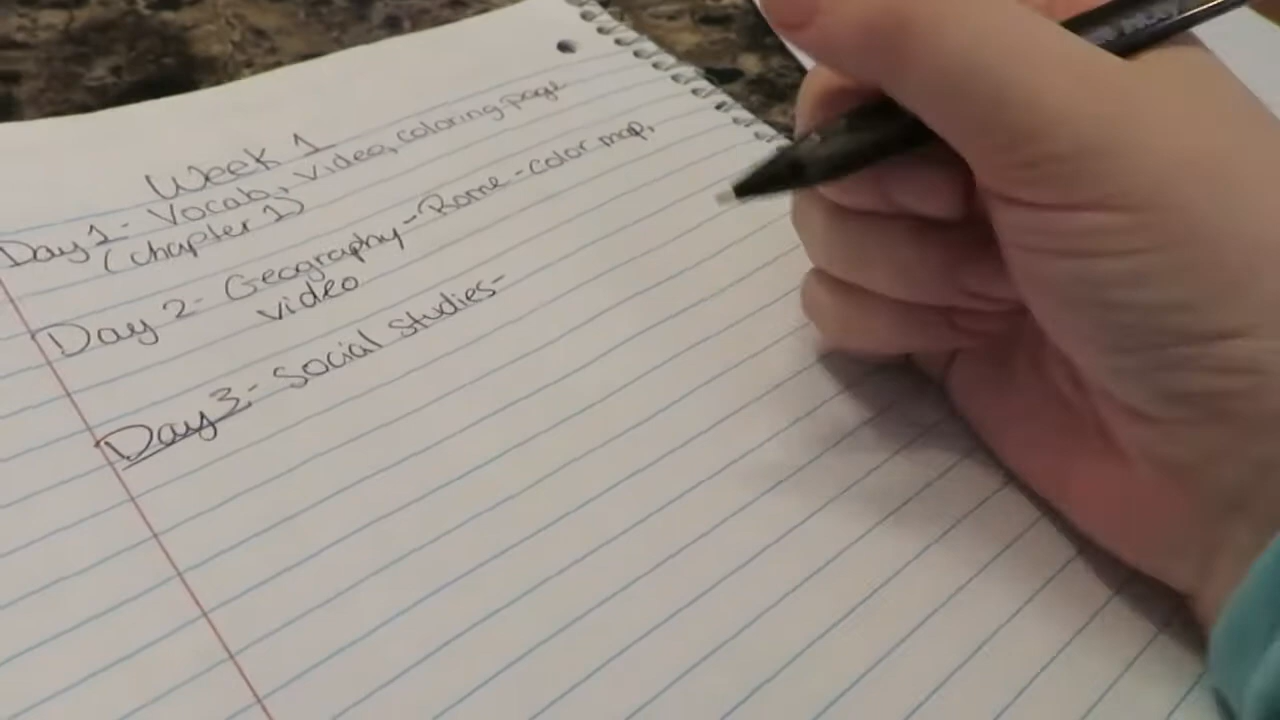 Week 1
Day 1- Vocab, video, coloring page
(chapter 1)
Day 2- Geography-Rome-color map,
video
Day 3- Social studies-